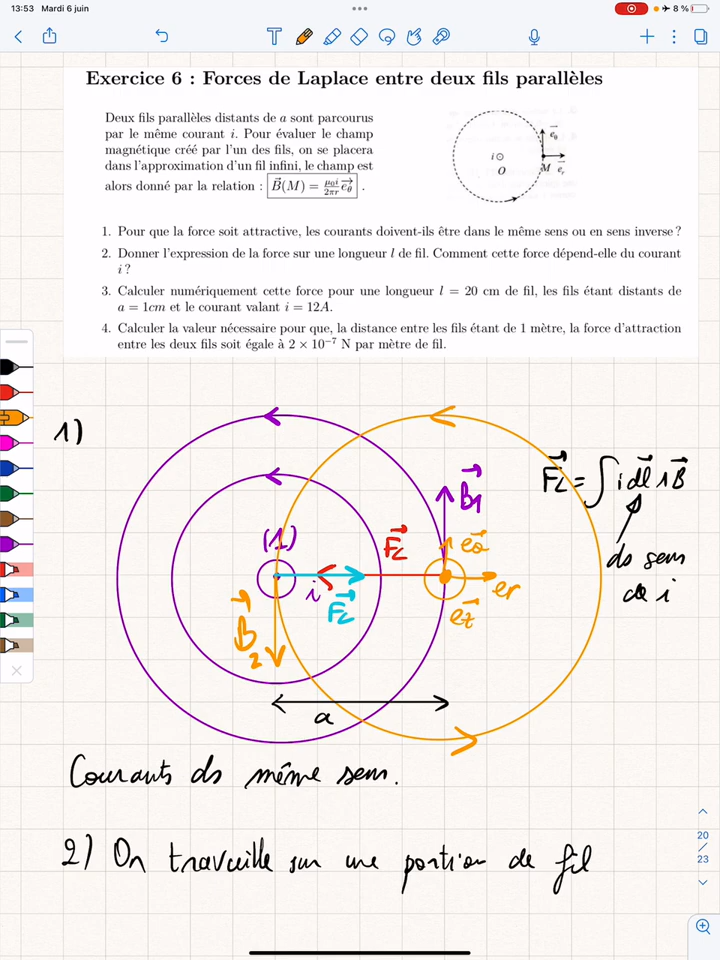 13:53 Mardi 6 juin
8 %
Exercice 6 : Forces de Laplace entre deux fils parallèles
Deux fils parallèles distants de a sont parcourus
par le même courant i. Pour évaluer le champ
magnétique créé par l'un des fils, on se placera
dans l'approximation d'un fil infini, le champ est
alors donné par la relation : B⃗(M) = μ₀i/2πr e⃗θ .
i⊙
O
M
e⃗θ
e⃗r
1. Pour que la force soit attractive, les courants doivent-ils être dans le même sens ou en sens inverse ?
2. Donner l'expression de la force sur une longueur l de fil. Comment cette force dépend-elle du courant
i ?
3. Calculer numériquement cette force pour une longueur l = 20 cm de fil, les fils étant distants de
a = 1cm et le courant valant i = 12A.
4. Calculer la valeur nécessaire pour que, la distance entre les fils étant de 1 mètre, la force d'attraction
entre les deux fils soit égale à 2 × 10⁻⁷ N par mètre de fil.
1)
F⃗L = ∫ i dl⃗ ∧ B⃗
B⃗1
(1)
F⃗L
e⃗θ
ds sens
de i
i
F⃗L
er
e⃗z
B⃗2
a
Courants ds même sens.
2) On travaille sur une portion de fil
20
/
23